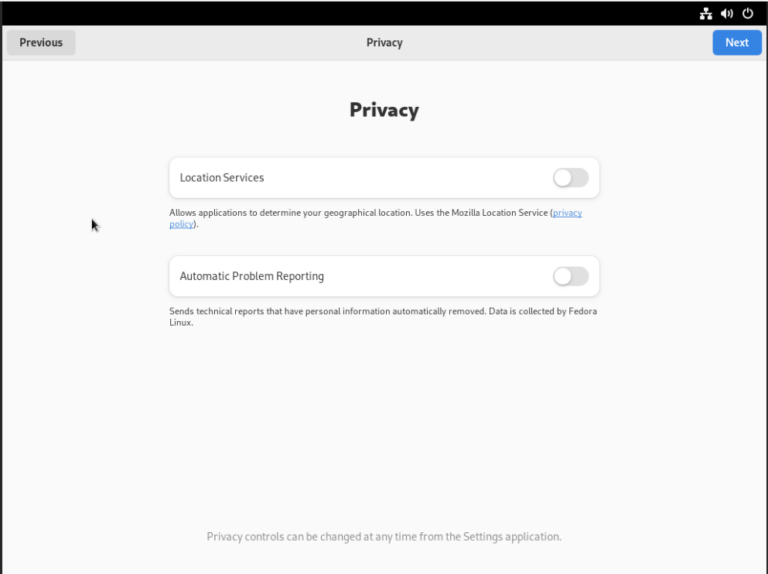 Previous
Privacy
Next
Privacy
Location Services
Allows applications to determine your geographical location. Uses the Mozilla Location Service (privacy
policy).
Automatic Problem Reporting
Sends technical reports that have personal information automatically removed. Data is collected by Fedora
Linux.
Privacy controls can be changed at any time from the Settings application.